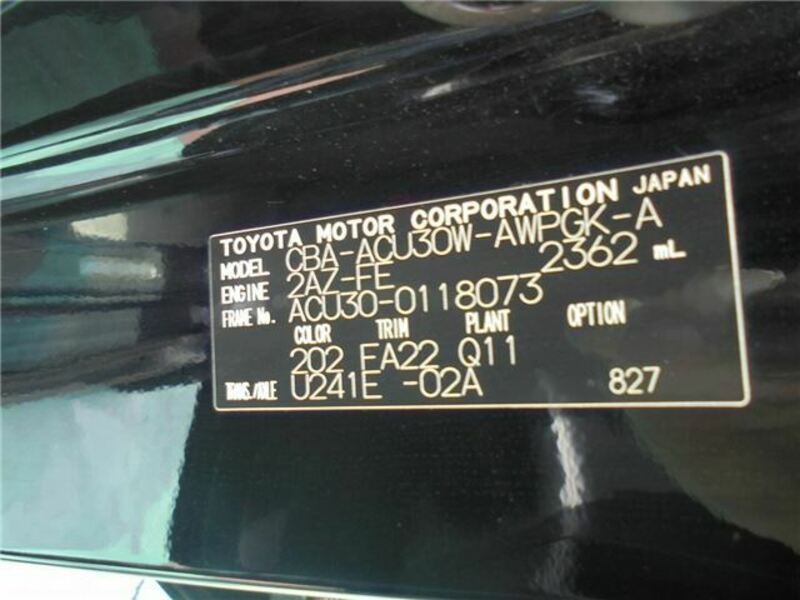 TOYOTA MOTOR CORPORATION JAPAN
MODEL CBA-ACU30W-AWPGK-A
ENGINE 2AZ-FE 2362 mL
FRAME No. ACU30-0118073
COLOR TRIM PLANT OPTION
202 FA22 Q11
TRANS./AXLE U241E -02A 827